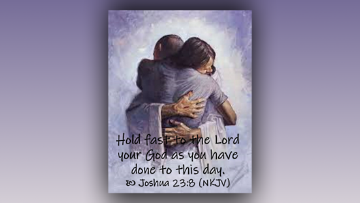 Hold fast to the Lord
your God as you have
done to this day.
Joshua 23:8 (NKJV)